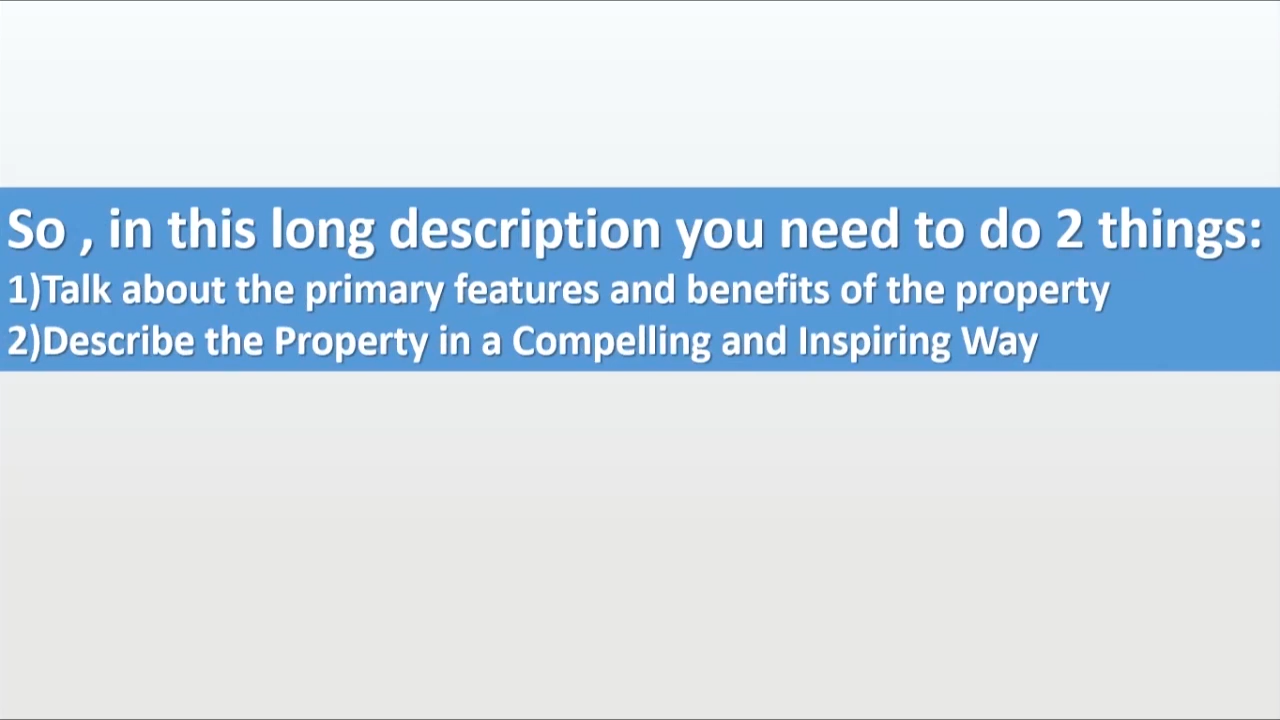 So , in this long description you need to do 2 things:
1)Talk about the primary features and benefits of the property
2)Describe the Property in a Compelling and Inspiring Way